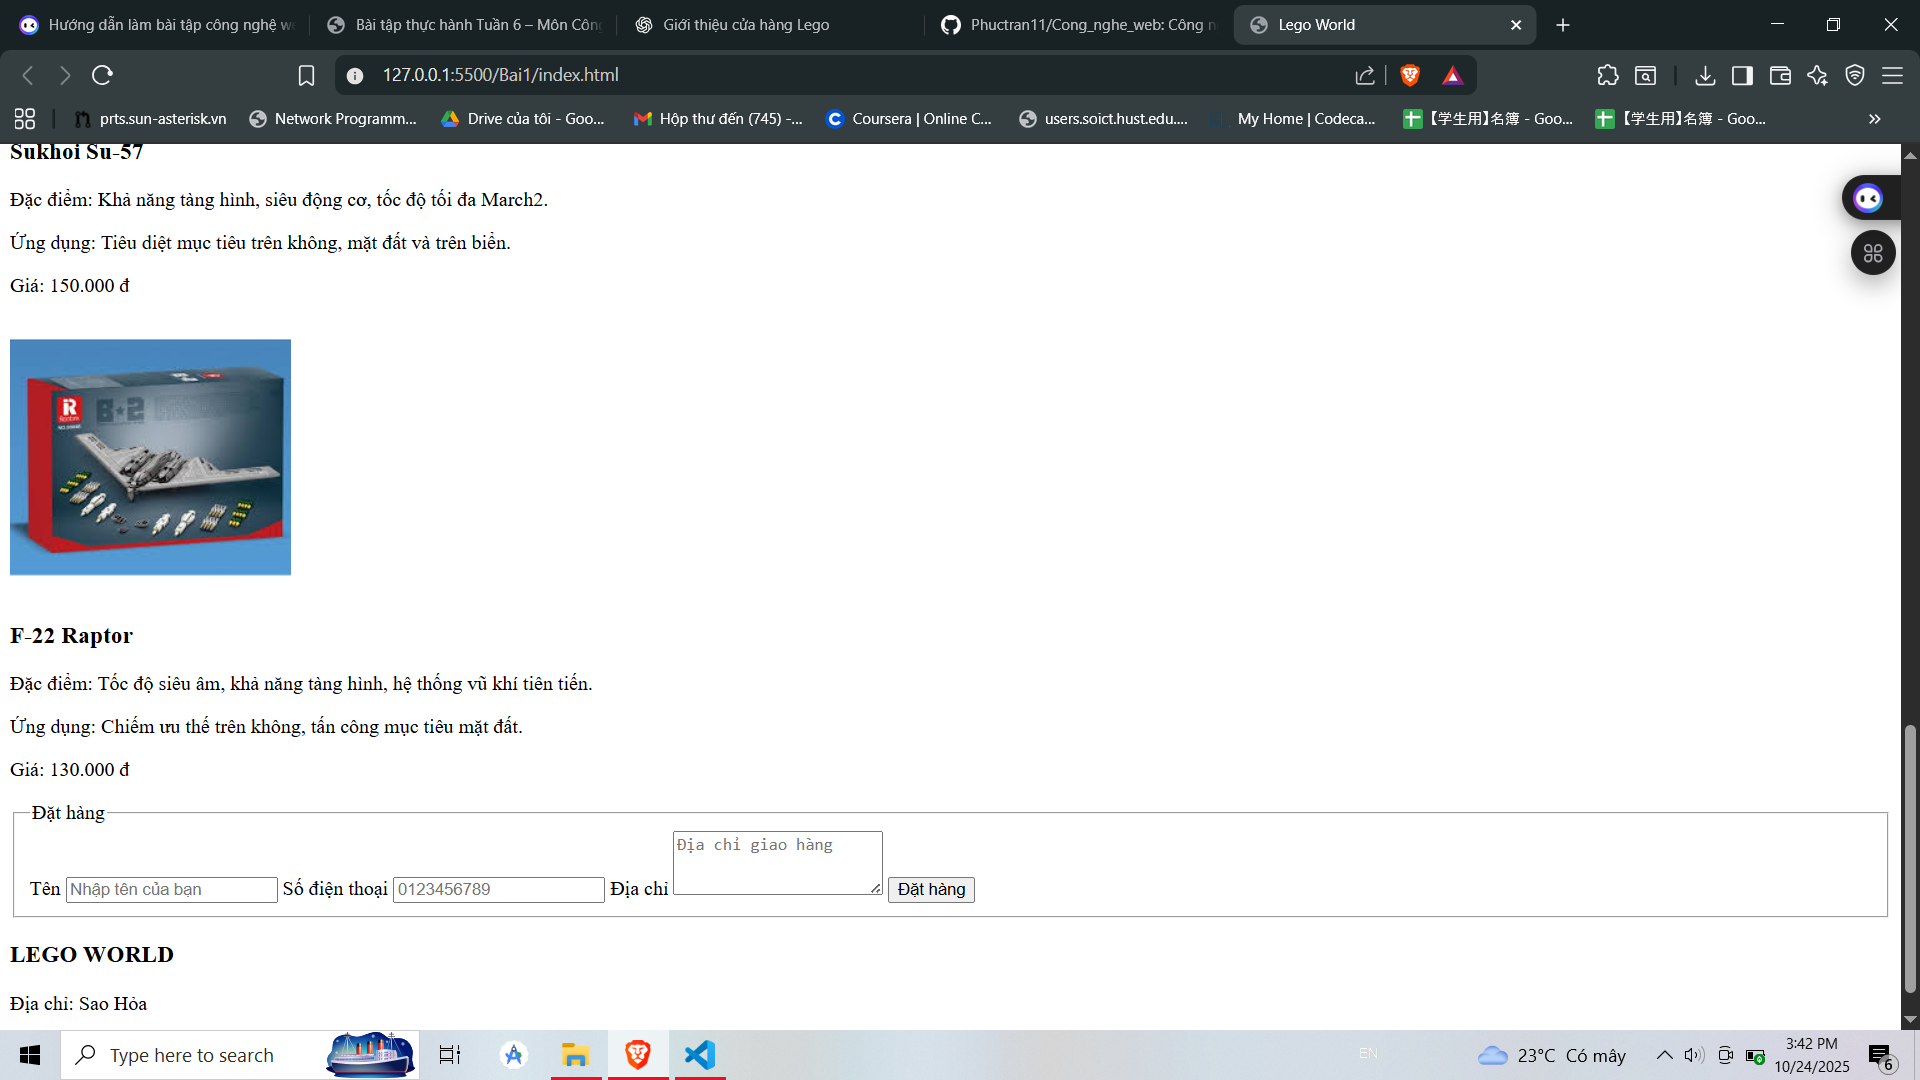 Hướng dẫn làm bài tập công nghệ we
Bài tập thực hành Tuần 6 – Môn Côn
Giới thiệu cửa hàng Lego
Phuctran11/Cong_nghe_web: Công n
Lego World
127.0.0.1:5500/Bai1/index.html
prts.sun-asterisk.vn
Network Programm...
Drive của tôi - Goo...
Hộp thư đến (745) -...
Coursera | Online C...
users.soict.hust.edu....
My Home | Codeca...
【学生用】名簿 - Goo...
【学生用】名簿 - Goo...
Sukhoi Su-57
Đặc điểm: Khả năng tàng hình, siêu động cơ, tốc độ tối đa March2.
Ứng dụng: Tiêu diệt mục tiêu trên không, mặt đất và trên biển.
Giá: 150.000 đ
R
B★2
F-22 Raptor
Đặc điểm: Tốc độ siêu âm, khả năng tàng hình, hệ thống vũ khí tiên tiến.
Ứng dụng: Chiếm ưu thế trên không, tấn công mục tiêu mặt đất.
Giá: 130.000 đ
Đặt hàng
Tên Nhập tên của bạn Số điện thoại 0123456789 Địa chỉ Địa chỉ giao hàng Đặt hàng
LEGO WORLD
Địa chỉ: Sao Hỏa
Type here to search
EN
23°C Có mây
3:42 PM
10/24/2025
6